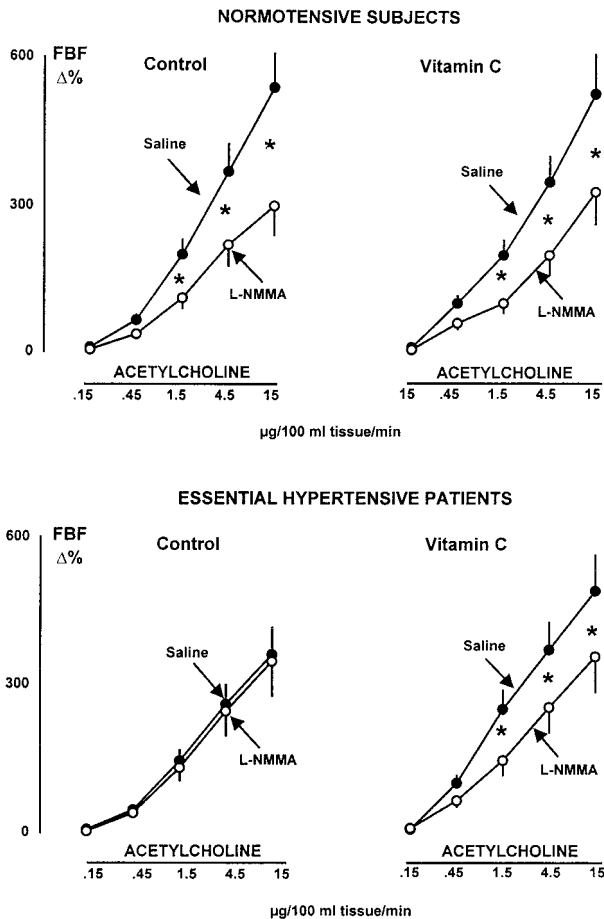 NORMOTENSIVE SUBJECTS
600
FBF
Δ%
Control
Vitamin C
Saline
*
*
*
Saline
*
*
*
300
L-NMMA
L-NMMA
0
ACETYLCHOLINE
ACETYLCHOLINE
.15 .45 1.5 4.5 15
15 .45 1.5 4.5 15
µg/100 ml tissue/min
ESSENTIAL HYPERTENSIVE PATIENTS
600
FBF
Δ%
Control
Vitamin C
Saline
Saline
*
*
*
300
L-NMMA
L-NMMA
0
ACETYLCHOLINE
ACETYLCHOLINE
.15 .45 1.5 4.5 15
.15 .45 1.5 4.5 15
µg/100 ml tissue/min